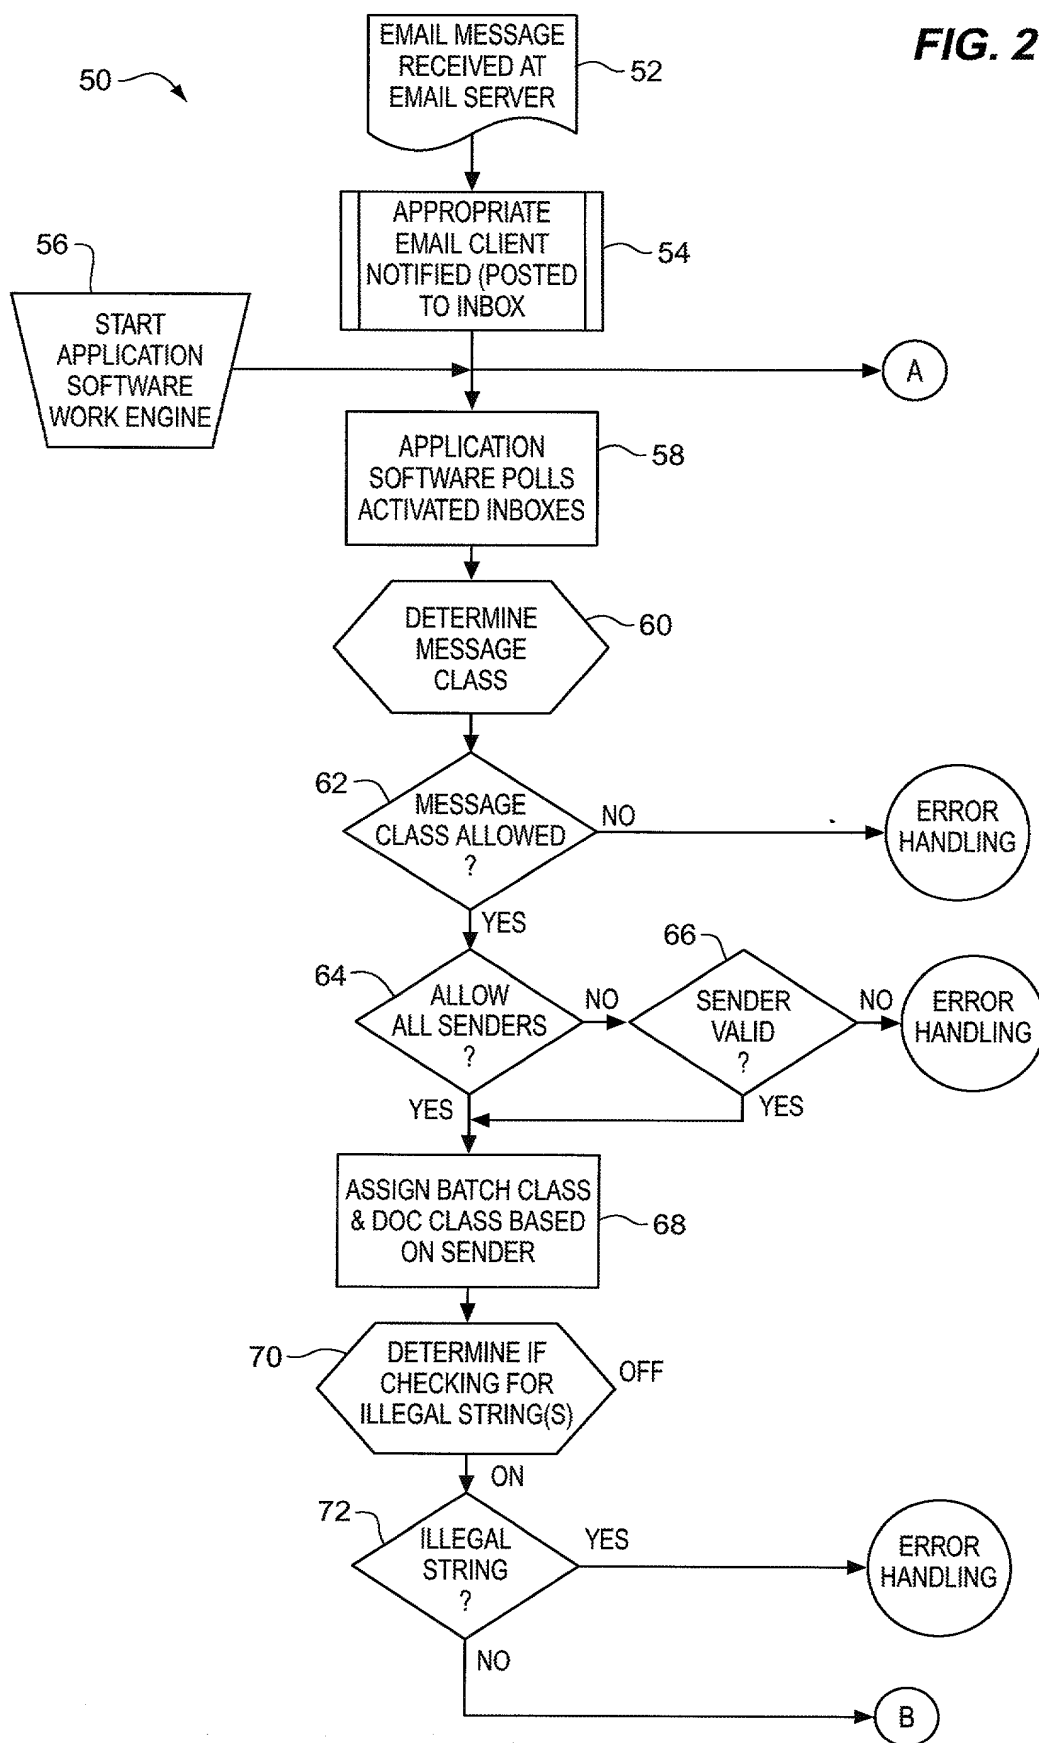 FIG. 2
50
EMAIL MESSAGE
RECEIVED AT
EMAIL SERVER
52
APPROPRIATE
EMAIL CLIENT
NOTIFIED (POSTED
TO INBOX
54
56
START
APPLICATION
SOFTWARE
WORK ENGINE
A
APPLICATION
SOFTWARE POLLS
ACTIVATED INBOXES
58
DETERMINE
MESSAGE
CLASS
60
62
MESSAGE
CLASS ALLOWED
?
NO
ERROR
HANDLING
YES
64
ALLOW
ALL SENDERS
?
NO
66
SENDER
VALID
?
NO
ERROR
HANDLING
YES
YES
ASSIGN BATCH CLASS
& DOC CLASS BASED
ON SENDER
68
70
DETERMINE IF
CHECKING FOR
ILLEGAL STRING(S)
OFF
ON
72
ILLEGAL
STRING
?
YES
ERROR
HANDLING
NO
B